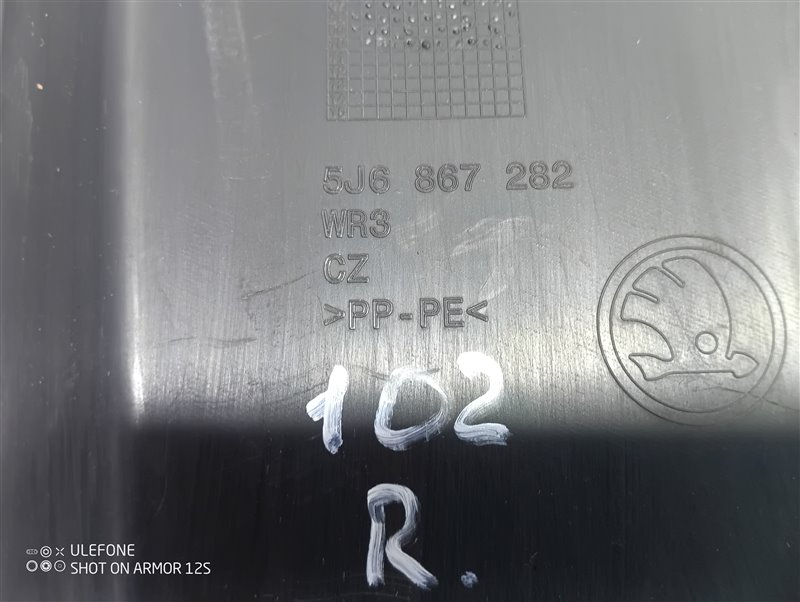 5J6 867 282
WR3
CZ
>PP-PE<
102
R.
ULEFONE
SHOT ON ARMOR 12S